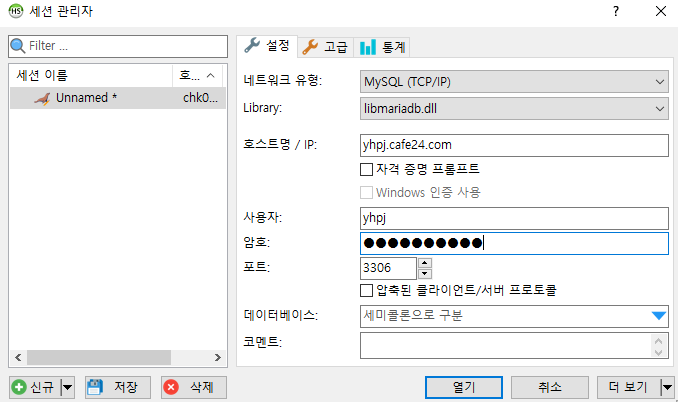 HS 세션 관리자
Filter ...
세션 이름 호...
Unnamed * chk0...
설정 고급 통계
네트워크 유형: MySQL (TCP/IP)
Library: libmariadb.dll
호스트명 / IP: yhpj.cafe24.com
자격 증명 프롬프트
Windows 인증 사용
사용자: yhpj
암호: ●●●●●●●●●●
포트: 3306
압축된 클라이언트/서버 프로토콜
데이터베이스: 세미콜론으로 구분
코멘트:
신규 저장 삭제 열기 취소 더 보기